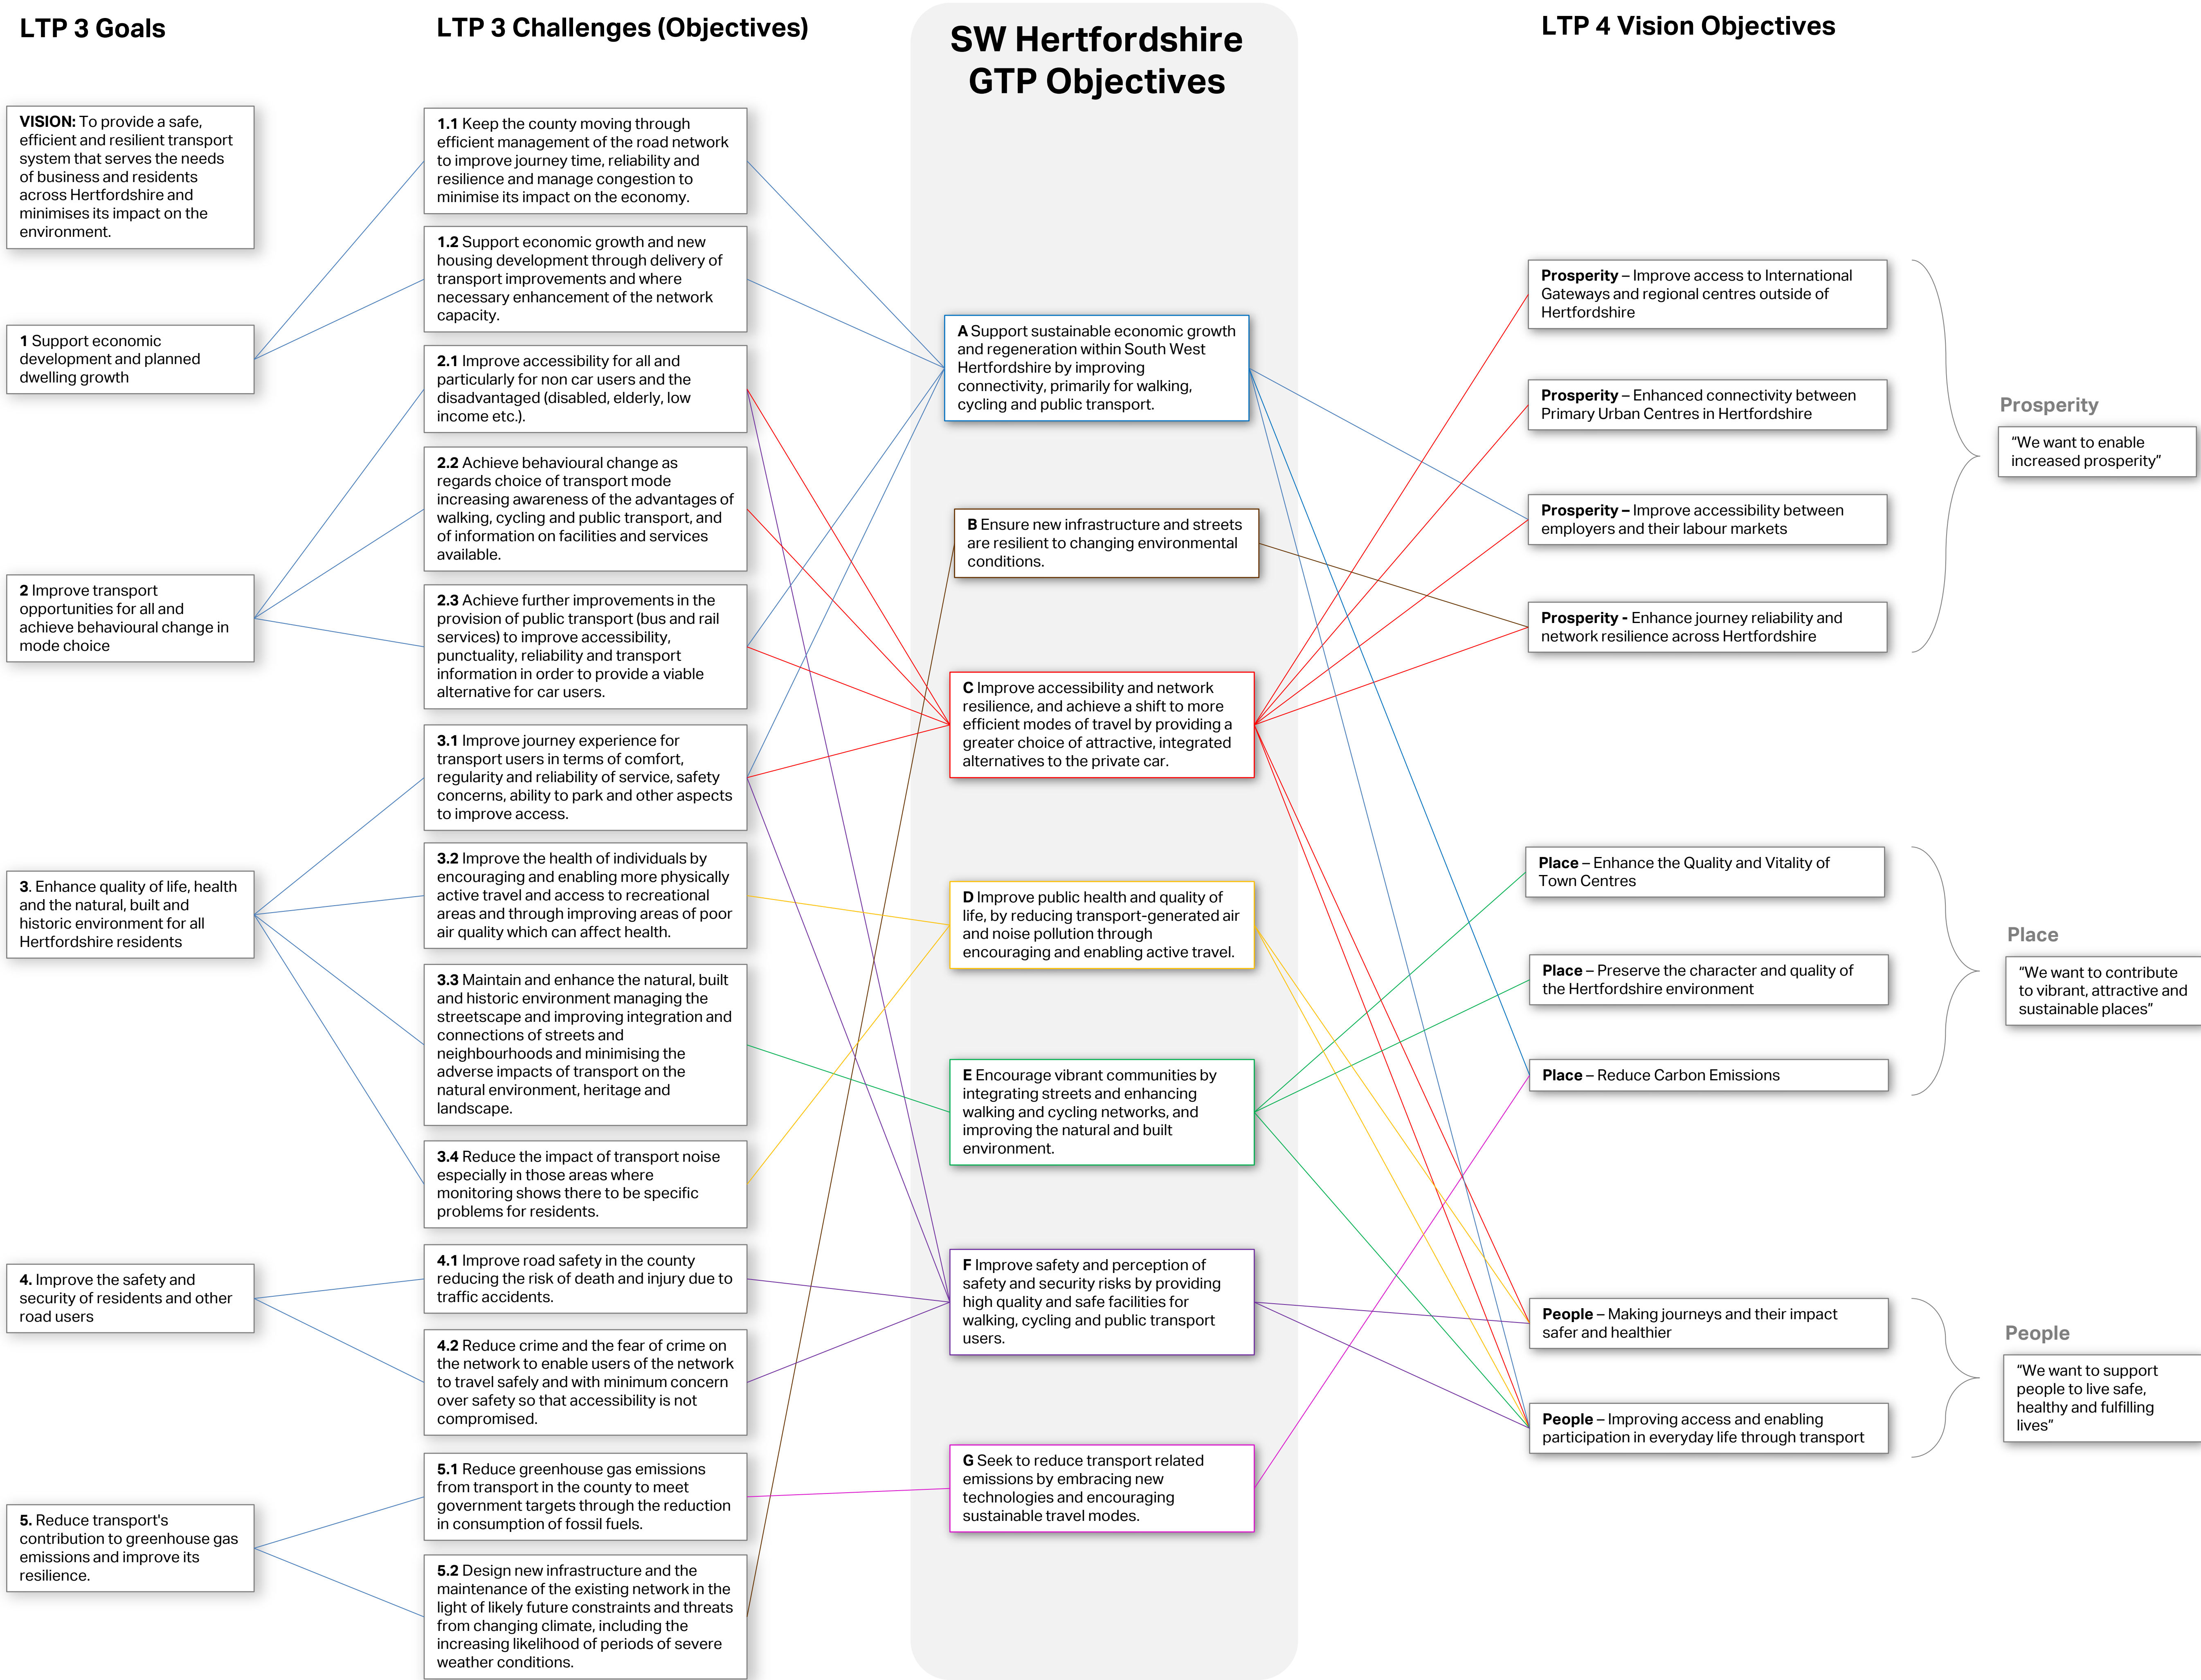 LTP 3 Goals
VISION: To provide a safe,
efficient and resilient transport
system that serves the needs
of business and residents
across Hertfordshire and
minimises its impact on the
environment.
1 Support economic
development and planned
dwelling growth
2 Improve transport
opportunities for all and
achieve behavioural change in
mode choice
3. Enhance quality of life, health
and the natural, built and
historic environment for all
Hertfordshire residents
4. Improve the safety and
security of residents and other
road users
5. Reduce transport's
contribution to greenhouse gas
emissions and improve its
resilience.
LTP 3 Challenges (Objectives)
1.1 Keep the county moving through
efficient management of the road network
to improve journey time, reliability and
resilience and manage congestion to
minimise its impact on the economy.
1.2 Support economic growth and new
housing development through delivery of
transport improvements and where
necessary enhancement of the network
capacity.
2.1 Improve accessibility for all and
particularly for non car users and the
disadvantaged (disabled, elderly, low
income etc.).
2.2 Achieve behavioural change as
regards choice of transport mode
increasing awareness of the advantages of
walking, cycling and public transport, and
of information on facilities and services
available.
2.3 Achieve further improvements in the
provision of public transport (bus and rail
services) to improve accessibility,
punctuality, reliability and transport
information in order to provide a viable
alternative for car users.
3.1 Improve journey experience for
transport users in terms of comfort,
regularity and reliability of service, safety
concerns, ability to park and other aspects
to improve access.
3.2 Improve the health of individuals by
encouraging and enabling more physically
active travel and access to recreational
areas and through improving areas of poor
air quality which can affect health.
3.3 Maintain and enhance the natural, built
and historic environment managing the
streetscape and improving integration and
connections of streets and
neighbourhoods and minimising the
adverse impacts of transport on the
natural environment, heritage and
landscape.
3.4 Reduce the impact of transport noise
especially in those areas where
monitoring shows there to be specific
problems for residents.
4.1 Improve road safety in the county
reducing the risk of death and injury due to
traffic accidents.
4.2 Reduce crime and the fear of crime on
the network to enable users of the network
to travel safely and with minimum concern
over safety so that accessibility is not
compromised.
5.1 Reduce greenhouse gas emissions
from transport in the county to meet
government targets through the reduction
in consumption of fossil fuels.
5.2 Design new infrastructure and the
maintenance of the existing network in the
light of likely future constraints and threats
from changing climate, including the
increasing likelihood of periods of severe
weather conditions.
SW Hertfordshire
GTP Objectives
A Support sustainable economic growth
and regeneration within South West
Hertfordshire by improving
connectivity, primarily for walking,
cycling and public transport.
B Ensure new infrastructure and streets
are resilient to changing environmental
conditions.
C Improve accessibility and network
resilience, and achieve a shift to more
efficient modes of travel by providing a
greater choice of attractive, integrated
alternatives to the private car.
D Improve public health and quality of
life, by reducing transport-generated air
and noise pollution through
encouraging and enabling active travel.
E Encourage vibrant communities by
integrating streets and enhancing
walking and cycling networks, and
improving the natural and built
environment.
F Improve safety and perception of
safety and security risks by providing
high quality and safe facilities for
walking, cycling and public transport
users.
G Seek to reduce transport related
emissions by embracing new
technologies and encouraging
sustainable travel modes.
LTP 4 Vision Objectives
Prosperity – Improve access to International
Gateways and regional centres outside of
Hertfordshire
Prosperity – Enhanced connectivity between
Primary Urban Centres in Hertfordshire
Prosperity – Improve accessibility between
employers and their labour markets
Prosperity - Enhance journey reliability and
network resilience across Hertfordshire
Place – Enhance the Quality and Vitality of
Town Centres
Place – Preserve the character and quality of
the Hertfordshire environment
Place – Reduce Carbon Emissions
People – Making journeys and their impact
safer and healthier
People – Improving access and enabling
participation in everyday life through transport
Prosperity
“We want to enable
increased prosperity”
Place
“We want to contribute
to vibrant, attractive and
sustainable places”
People
“We want to support
people to live safe,
healthy and fulfilling
lives”